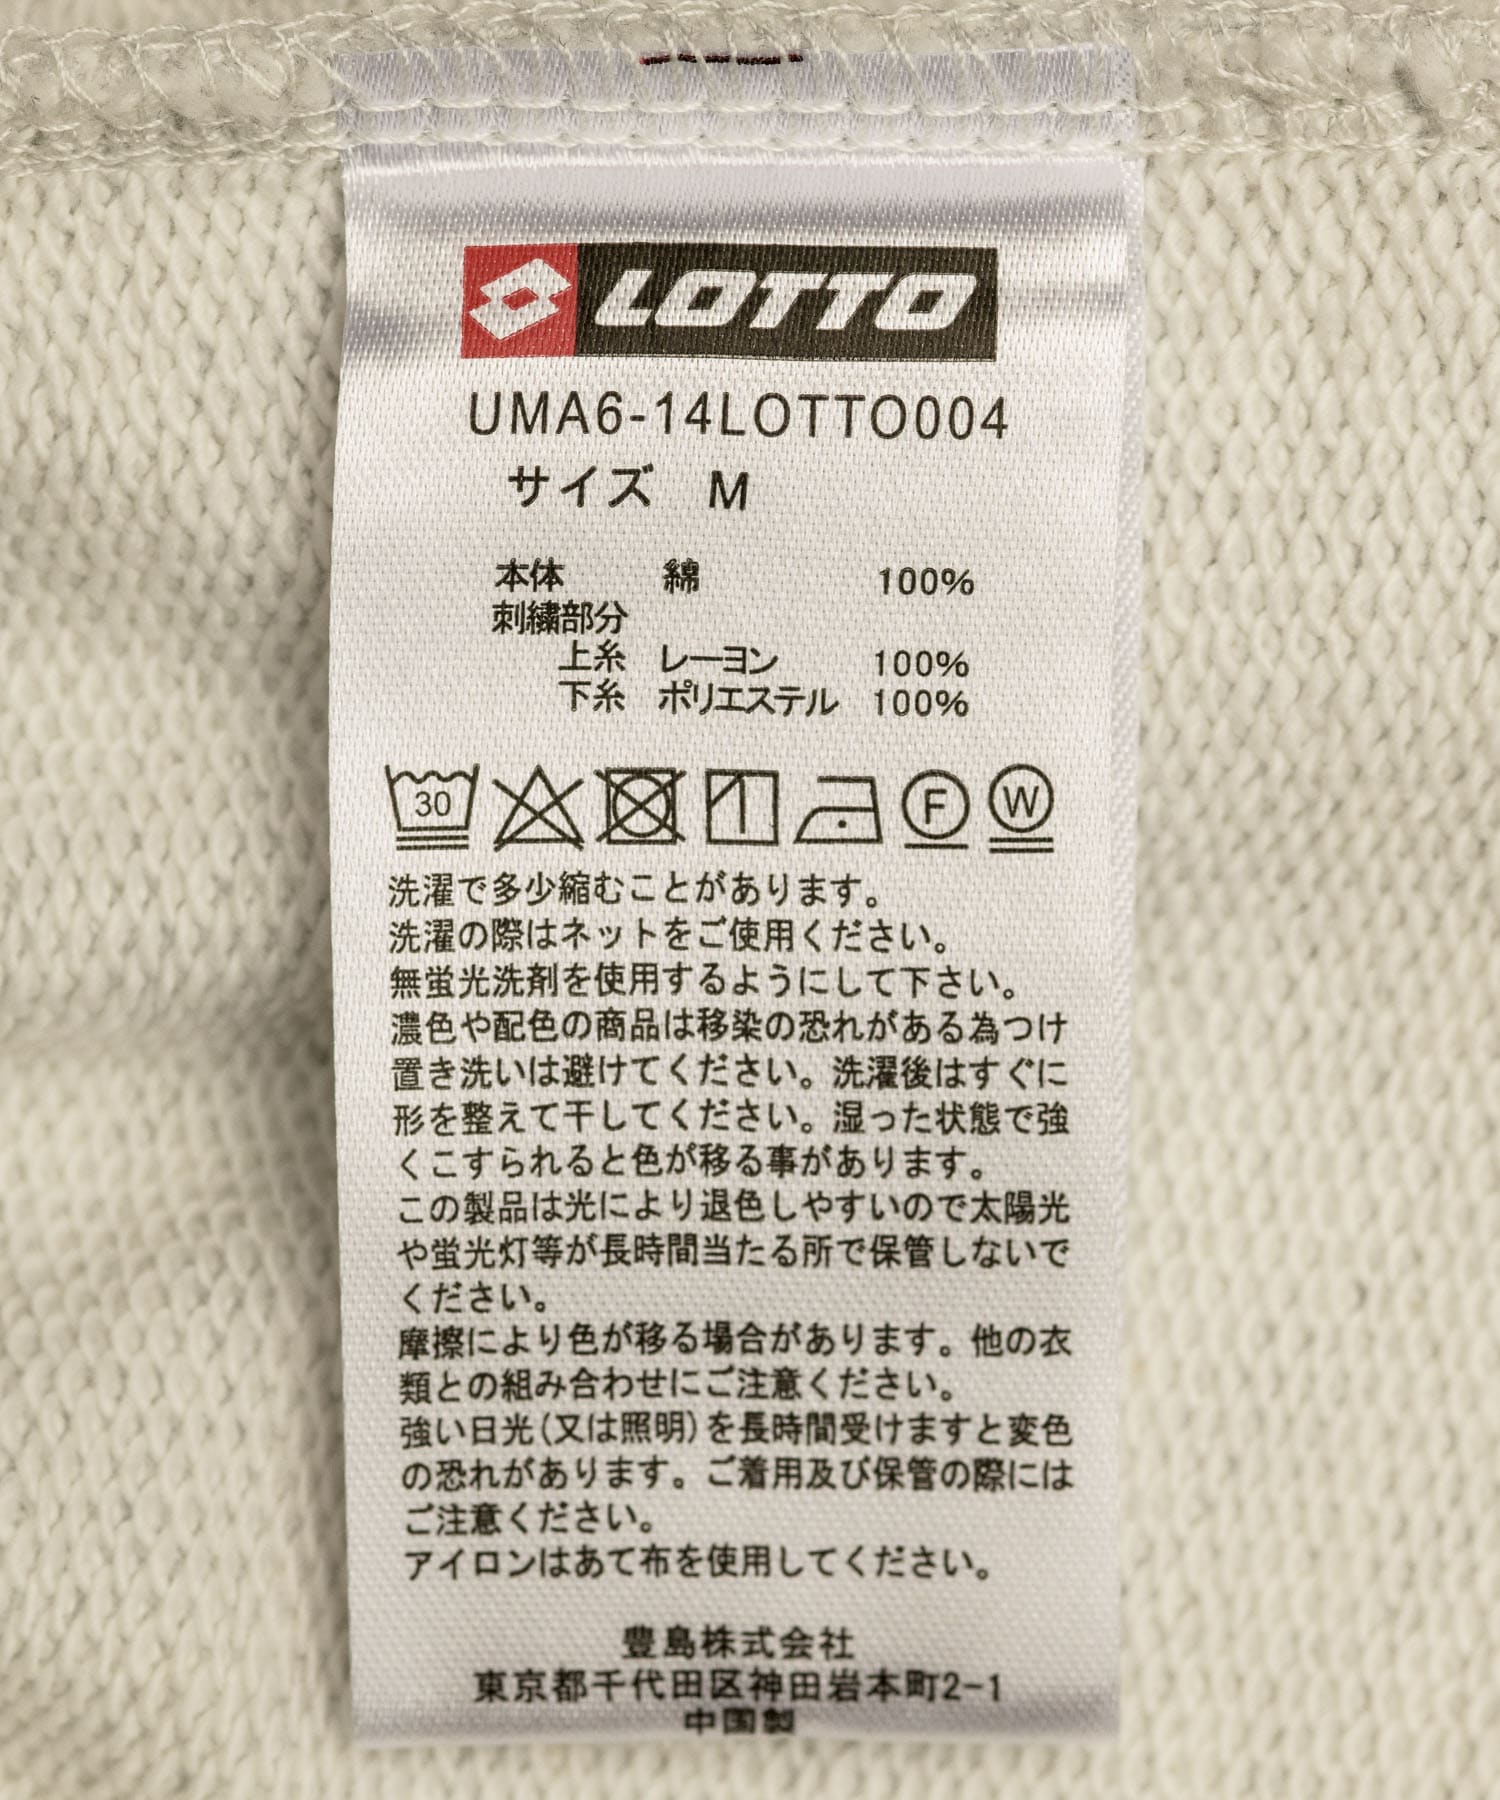 LOTTO
UMA6-14LOTTO004
サイズ M
本体 綿 100%
刺繍部分
上糸 レーヨン 100%
下糸 ポリエステル 100%
30 F W
洗濯で多少縮むことがあります。
洗濯の際はネットをご使用ください。
無蛍光洗剤を使用するようにして下さい。
濃色や配色の商品は移染の恐れがある為つけ
置き洗いは避けてください。洗濯後はすぐに
形を整えて干してください。湿った状態で強
くこすられると色が移る事があります。
この製品は光により退色しやすいので太陽光
や蛍光灯等が長時間当たる所で保管しないで
ください。
摩擦により色が移る場合があります。他の衣
類との組み合わせにご注意ください。
強い日光(又は照明)を長時間受けますと変色
の恐れがあります。ご着用及び保管の際には
ご注意ください。
アイロンはあて布を使用してください。
豊島株式会社
東京都千代田区神田岩本町2-1
中国製